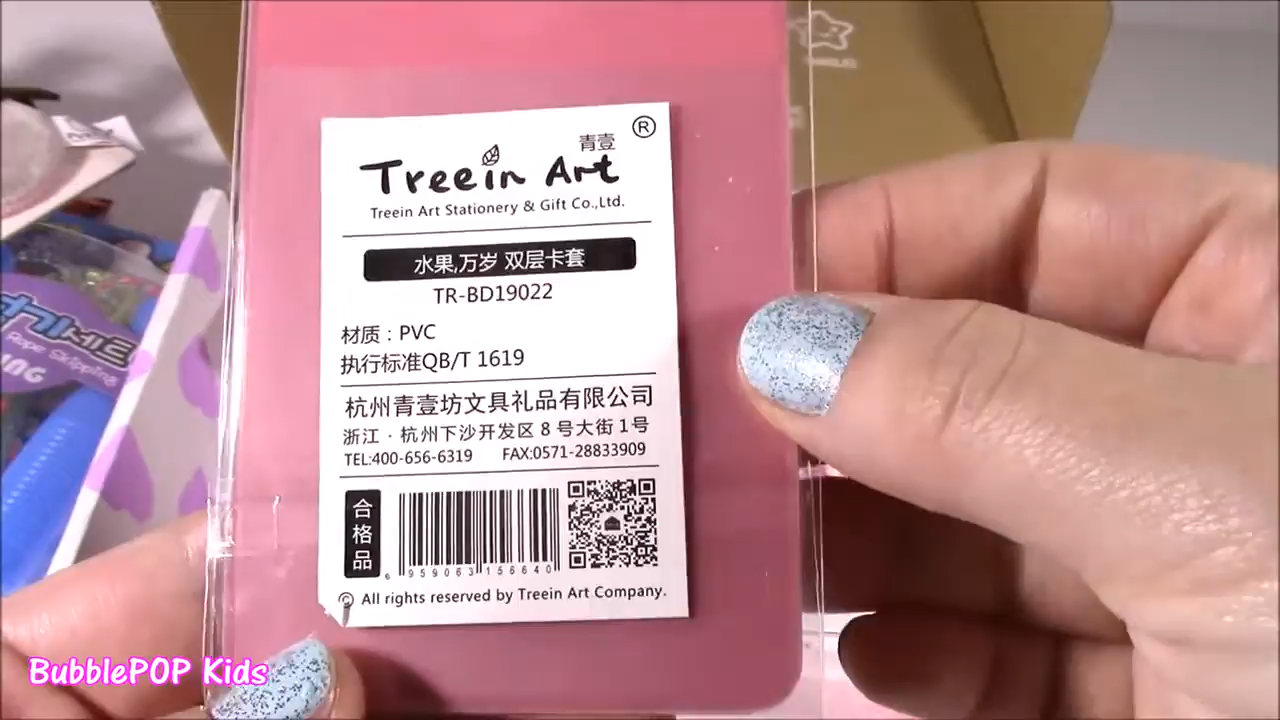 青壹 ®
Treein Art
Treein Art Stationery & Gift Co.,Ltd.
水果,万岁 双层卡套
TR-BD19022
材质：PVC
执行标准QB/T 1619
杭州青壹坊文具礼品有限公司
浙江·杭州下沙开发区8号大街1号
TEL:400-656-6319 FAX:0571-28833909
合格品
6 959063 156640
© All rights reserved by Treein Art Company.
Rope Skipping
BubblePOP Kids